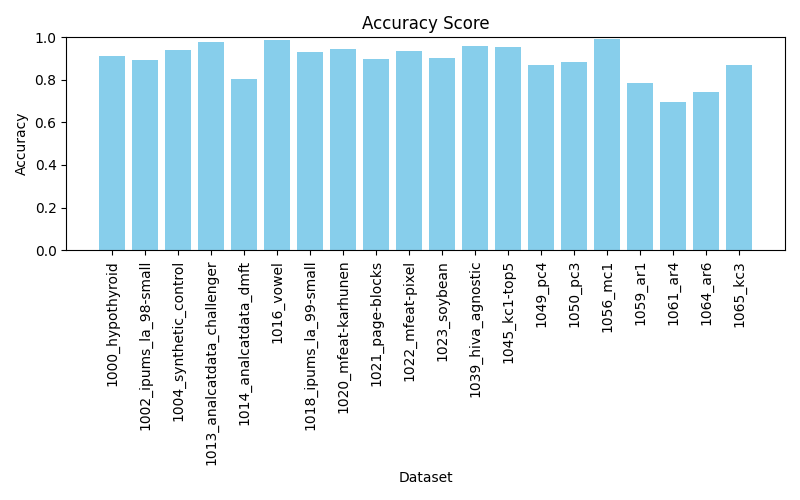 Accuracy Score
Accuracy
1.0
0.8
0.6
0.4
0.2
0.0
1000_hypothyroid
1002_ipums_la_98-small
1004_synthetic_control
1013_analcatdata_challenger
1014_analcatdata_dmft
1016_vowel
1018_ipums_la_99-small
1020_mfeat-karhunen
1021_page-blocks
1022_mfeat-pixel
1023_soybean
1039_hiva_agnostic
1045_kc1-top5
1049_pc4
1050_pc3
1056_mc1
1059_ar1
1061_ar4
1064_ar6
1065_kc3
Dataset